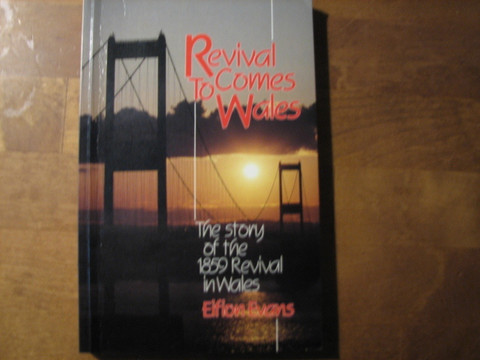 Revival
Comes
To Wales
The story
of the
1859 Revival
in Wales
Eifion Evans